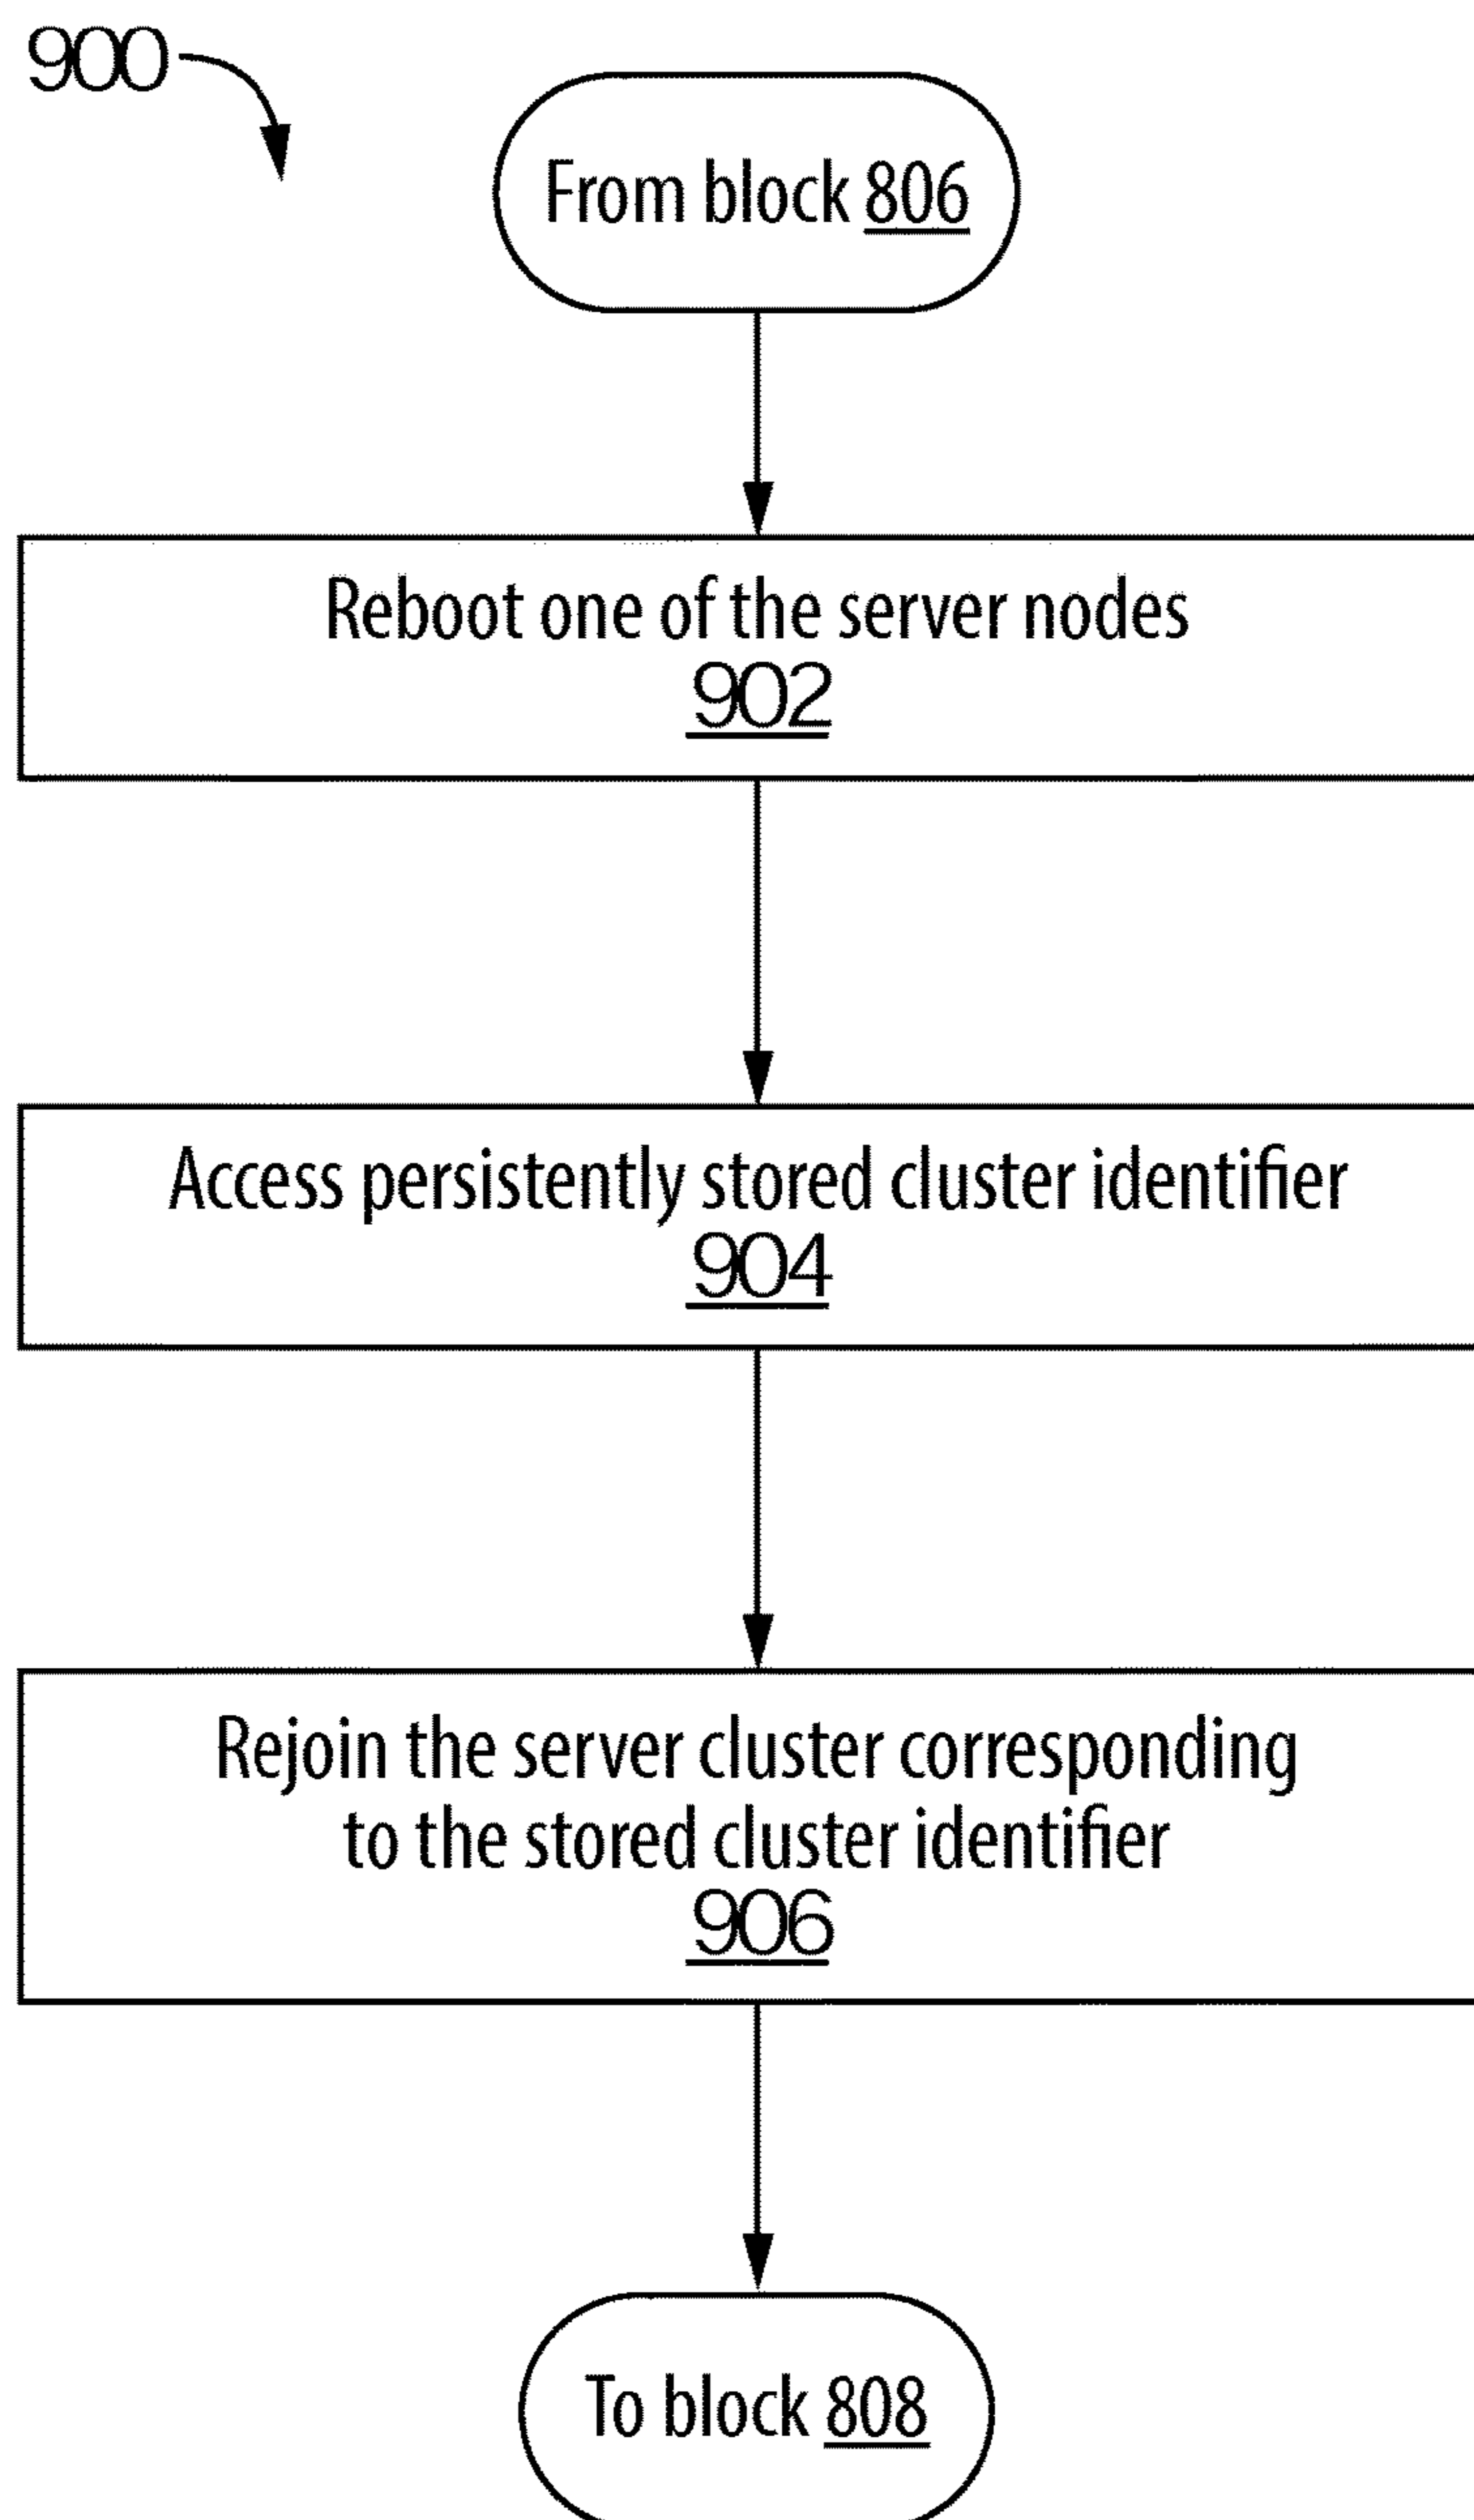 900
From block 806
Reboot one of the server nodes
902
Access persistently stored cluster identifier
904
Rejoin the server cluster corresponding
to the stored cluster identifier
906
To block 808